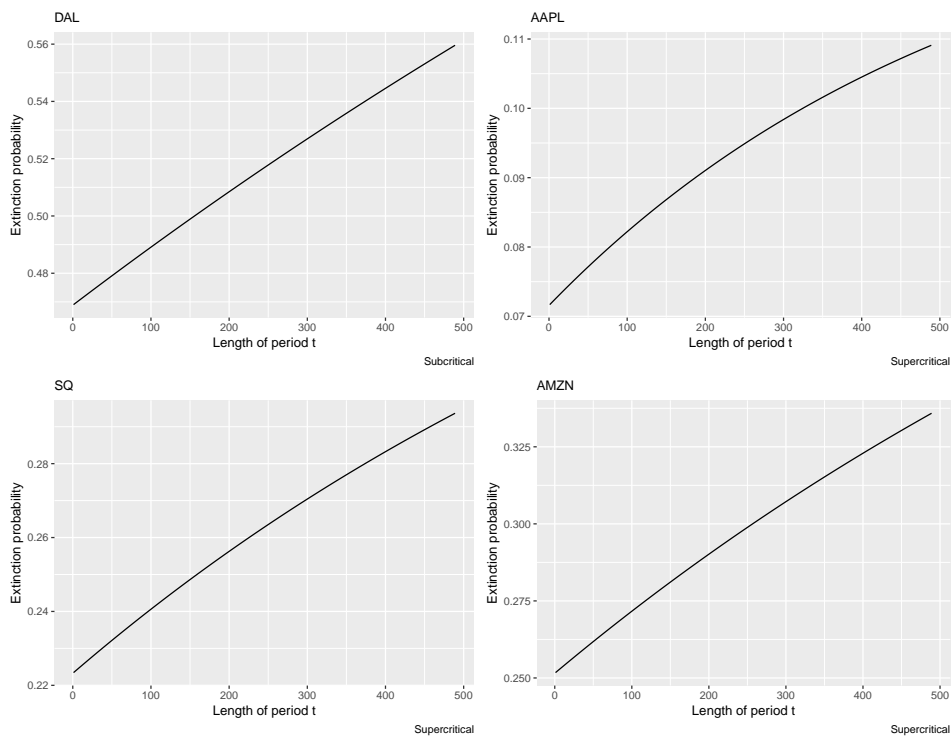 DAL
0.56
0.54
0.52
0.50
0.48
Extinction probability
0 100 200 300 400 500
Length of period t
Subcritical
AAPL
0.11
0.10
0.09
0.08
0.07
Extinction probability
0 100 200 300 400 500
Length of period t
Supercritical
SQ
0.28
0.26
0.24
0.22
Extinction probability
0 100 200 300 400 500
Length of period t
Supercritical
AMZN
0.325
0.300
0.275
0.250
Extinction probability
0 100 200 300 400 500
Length of period t
Supercritical